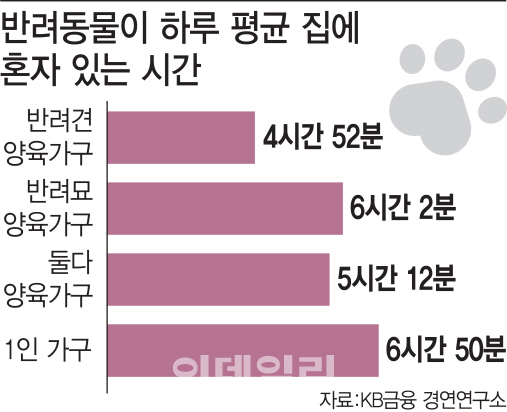 반려동물이 하루 평균 집에
혼자 있는 시간
반려견
양육가구
4시간 52분
반려묘
양육가구
6시간 2분
둘다
양육가구
5시간 12분
1인 가구
6시간 50분
이데일리
자료:KB금융 경연연구소